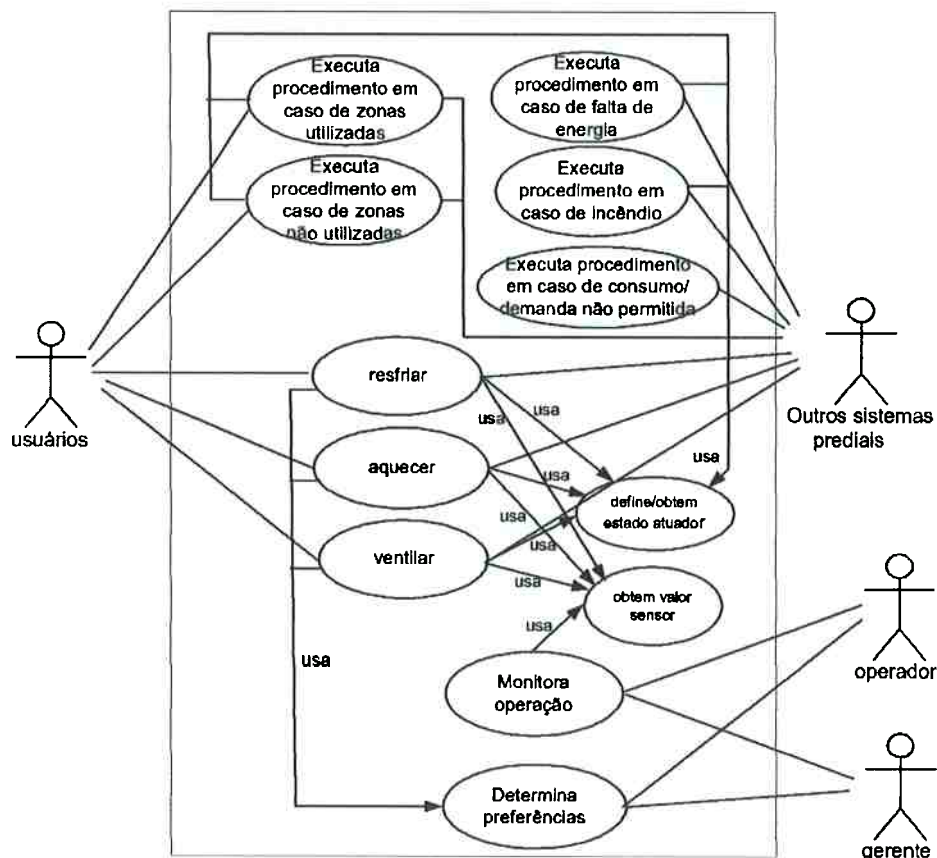 Executa
procedimento em
caso de zonas
utilizadas
Executa
procedimento em
caso de falta de
energia
Executa
procedimento em
caso de zonas
não utilizadas
Executa
procedimento em
caso de incêndio
Executa procedimento
em caso de consumo/
demanda não permitida
usuários
Outros sistemas
prediais
resfriar
usa
usa
usa
aquecer
usa
usa
define/obtem
estado atuador
usa
usa
ventilar
usa
obtem valor
sensor
usa
usa
Monitora
operação
operador
Determina
preferências
gerente